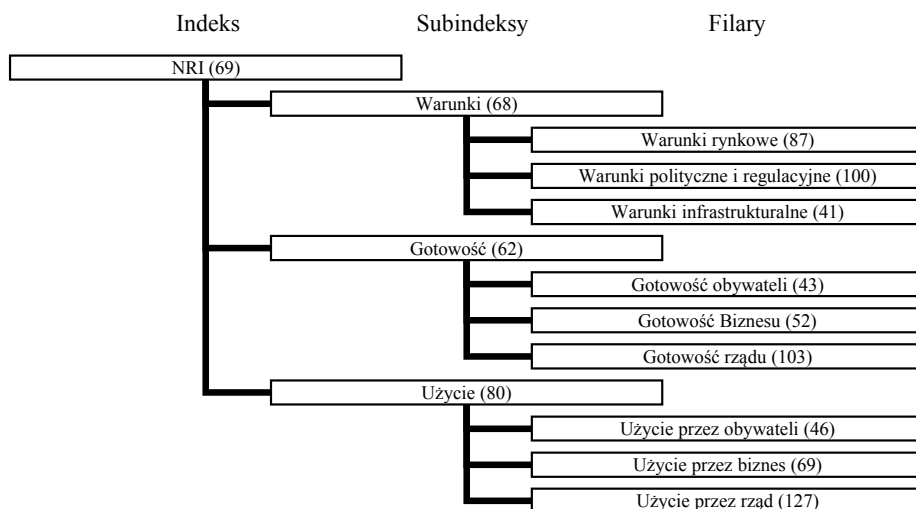 Indeks Subindeksy Filary
NRI (69)
Warunki (68)
Warunki rynkowe (87)
Warunki polityczne i regulacyjne (100)
Warunki infrastrukturalne (41)
Gotowość (62)
Gotowość obywateli (43)
Gotowość Biznesu (52)
Gotowość rządu (103)
Użycie (80)
Użycie przez obywateli (46)
Użycie przez biznes (69)
Użycie przez rząd (127)